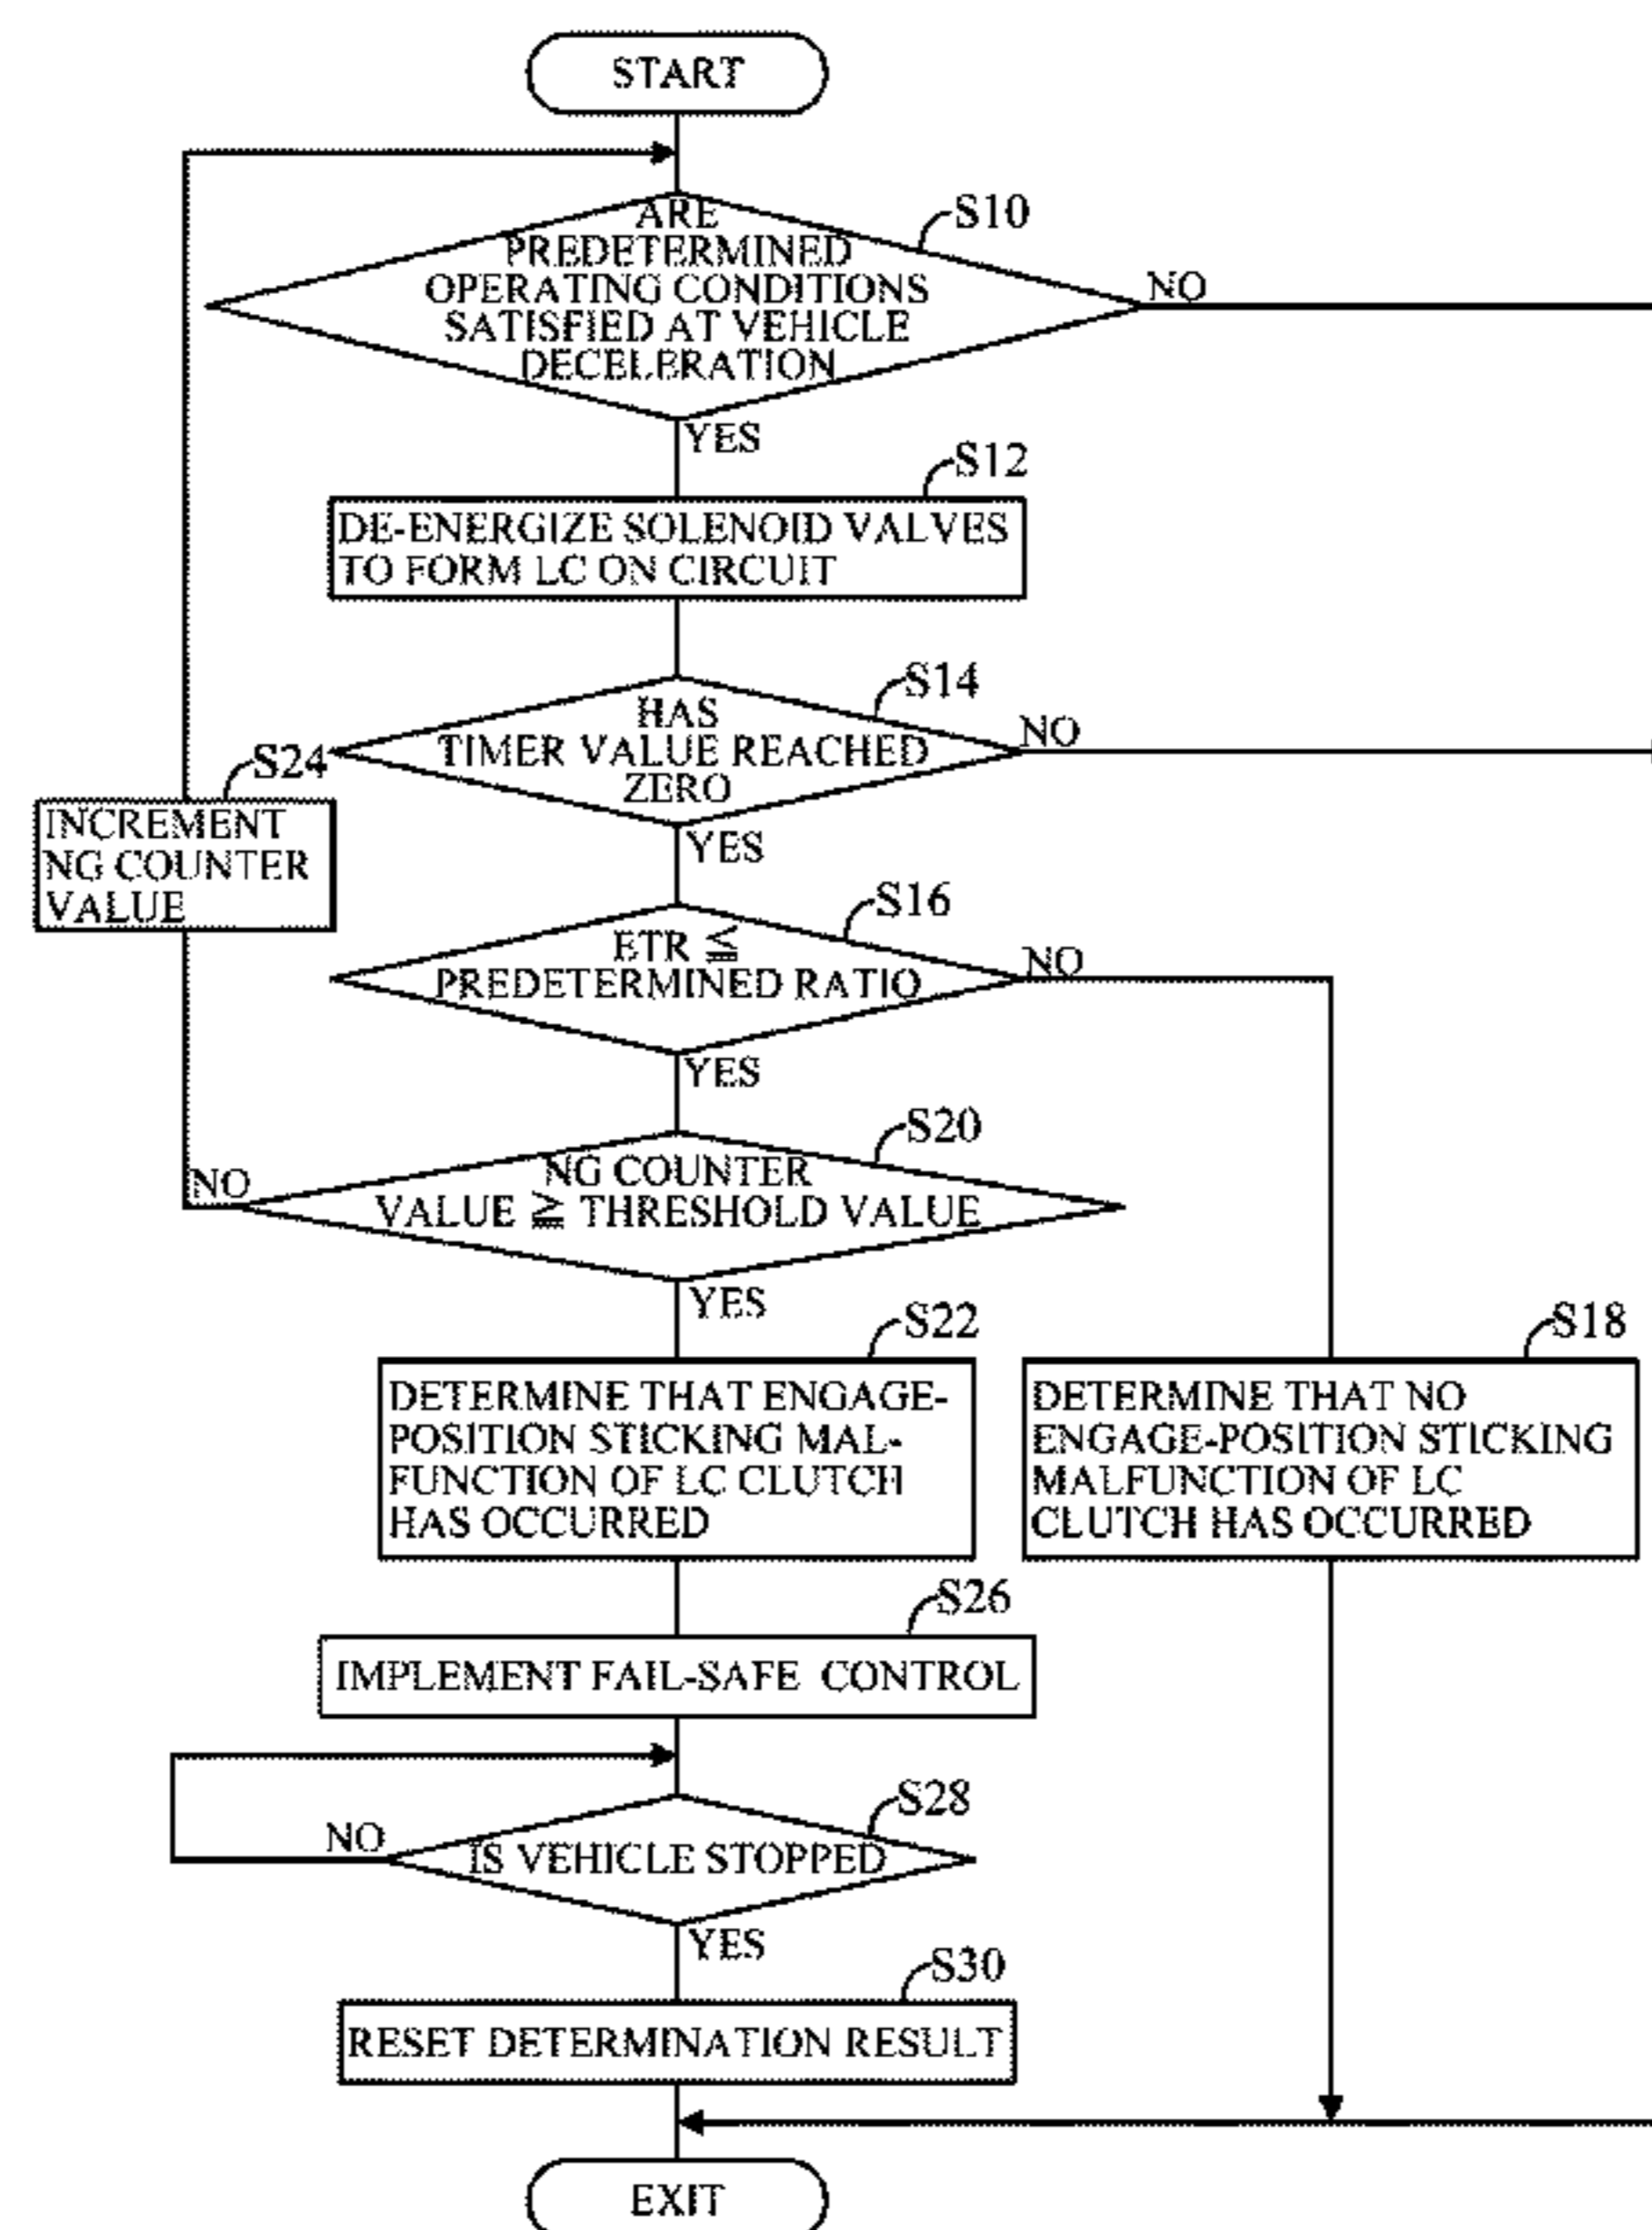 START
S10
ARE
PREDETERMINED
OPERATING CONDITIONS
SATISFIED AT VEHICLE
DECELERATION
NO
YES
S12
DE-ENERGIZE SOLENOID VALVES
TO FORM LC ON CIRCUIT
S14
HAS
TIMER VALUE REACHED
ZERO
NO
YES
S24
INCREMENT
NG COUNTER
VALUE
S16
ETR ≦
PREDETERMINED RATIO
NO
YES
S20
NG COUNTER
VALUE ≧ THRESHOLD VALUE
NO
YES
S22
DETERMINE THAT ENGAGE-
POSITION STICKING MAL-
FUNCTION OF LC CLUTCH
HAS OCCURRED
S18
DETERMINE THAT NO
ENGAGE-POSITION STICKING
MALFUNCTION OF LC
CLUTCH HAS OCCURRED
S26
IMPLEMENT FAIL-SAFE CONTROL
S28
IS VEHICLE STOPPED
NO
YES
S30
RESET DETERMINATION RESULT
EXIT